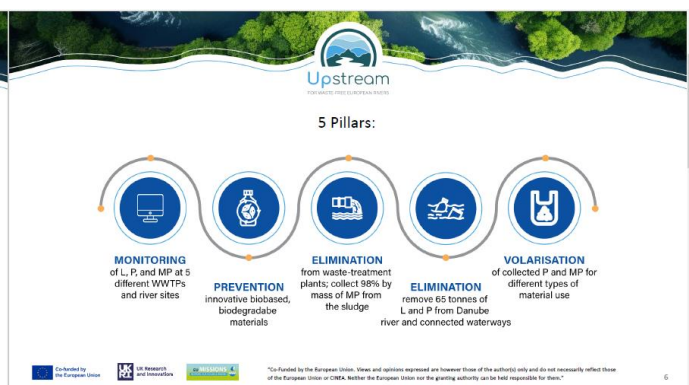 Upstream
FOR WASTE-FREE EUROPEAN RIVERS
5 Pillars:
MONITORING
of L, P, and MP at 5
different WWTPs
and river sites
PREVENTION
innovative biobased,
biodegradabe
materials
ELIMINATION
from waste-treatment
plants; collect 98% by
mass of MP from
the sludge
ELIMINATION
remove 65 tonnes of
L and P from Danube
river and connected waterways
VOLARISATION
of collected P and MP for
different types of
material use
Co-funded by
the European Union
UK Research
and Innovation
MISSIONS
"Co-Funded by the European Union. Views and opinions expressed are however those of the author(s) only and do not necessarily reflect those
of the European Union or CINEA. Neither the European Union nor the granting authority can be held responsible for them."
6